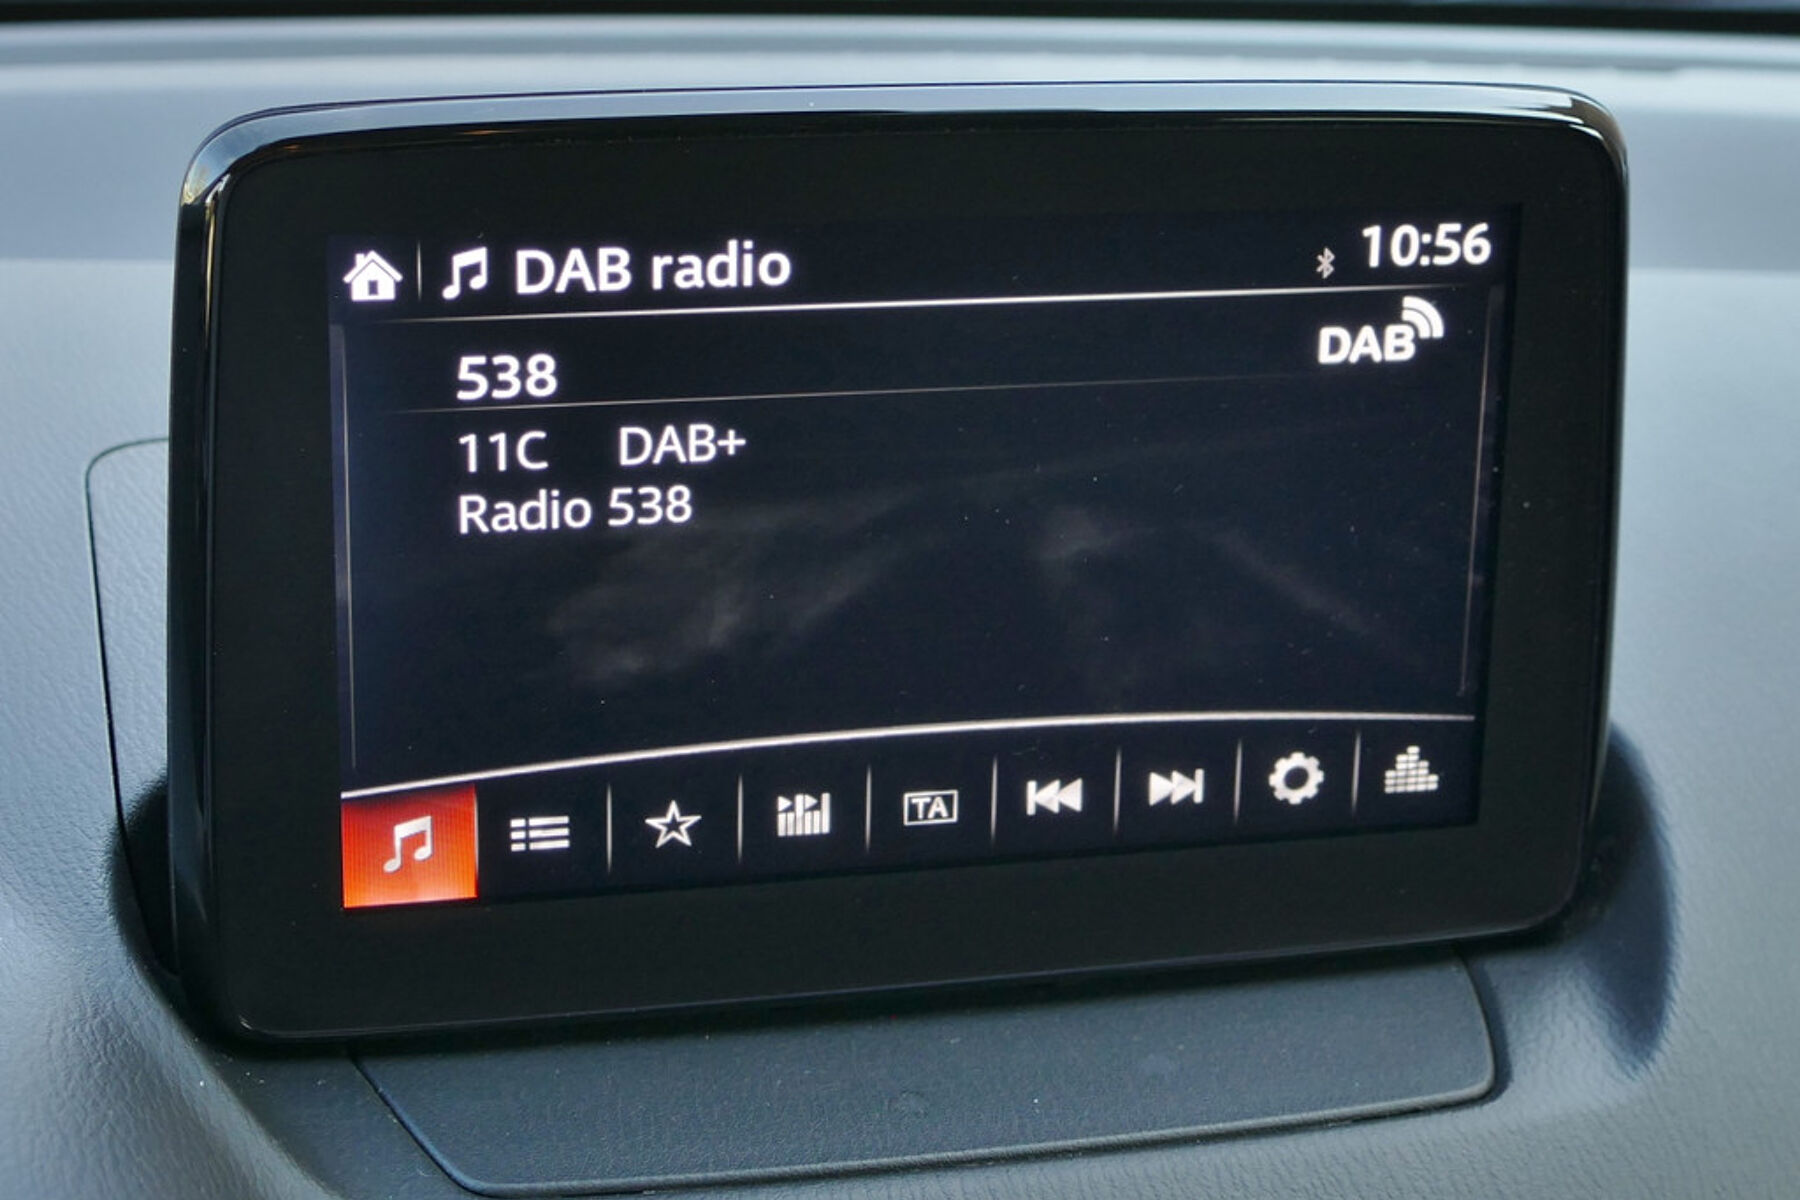 DAB radio 10:56
DAB
538
11C DAB+
Radio 538
TA